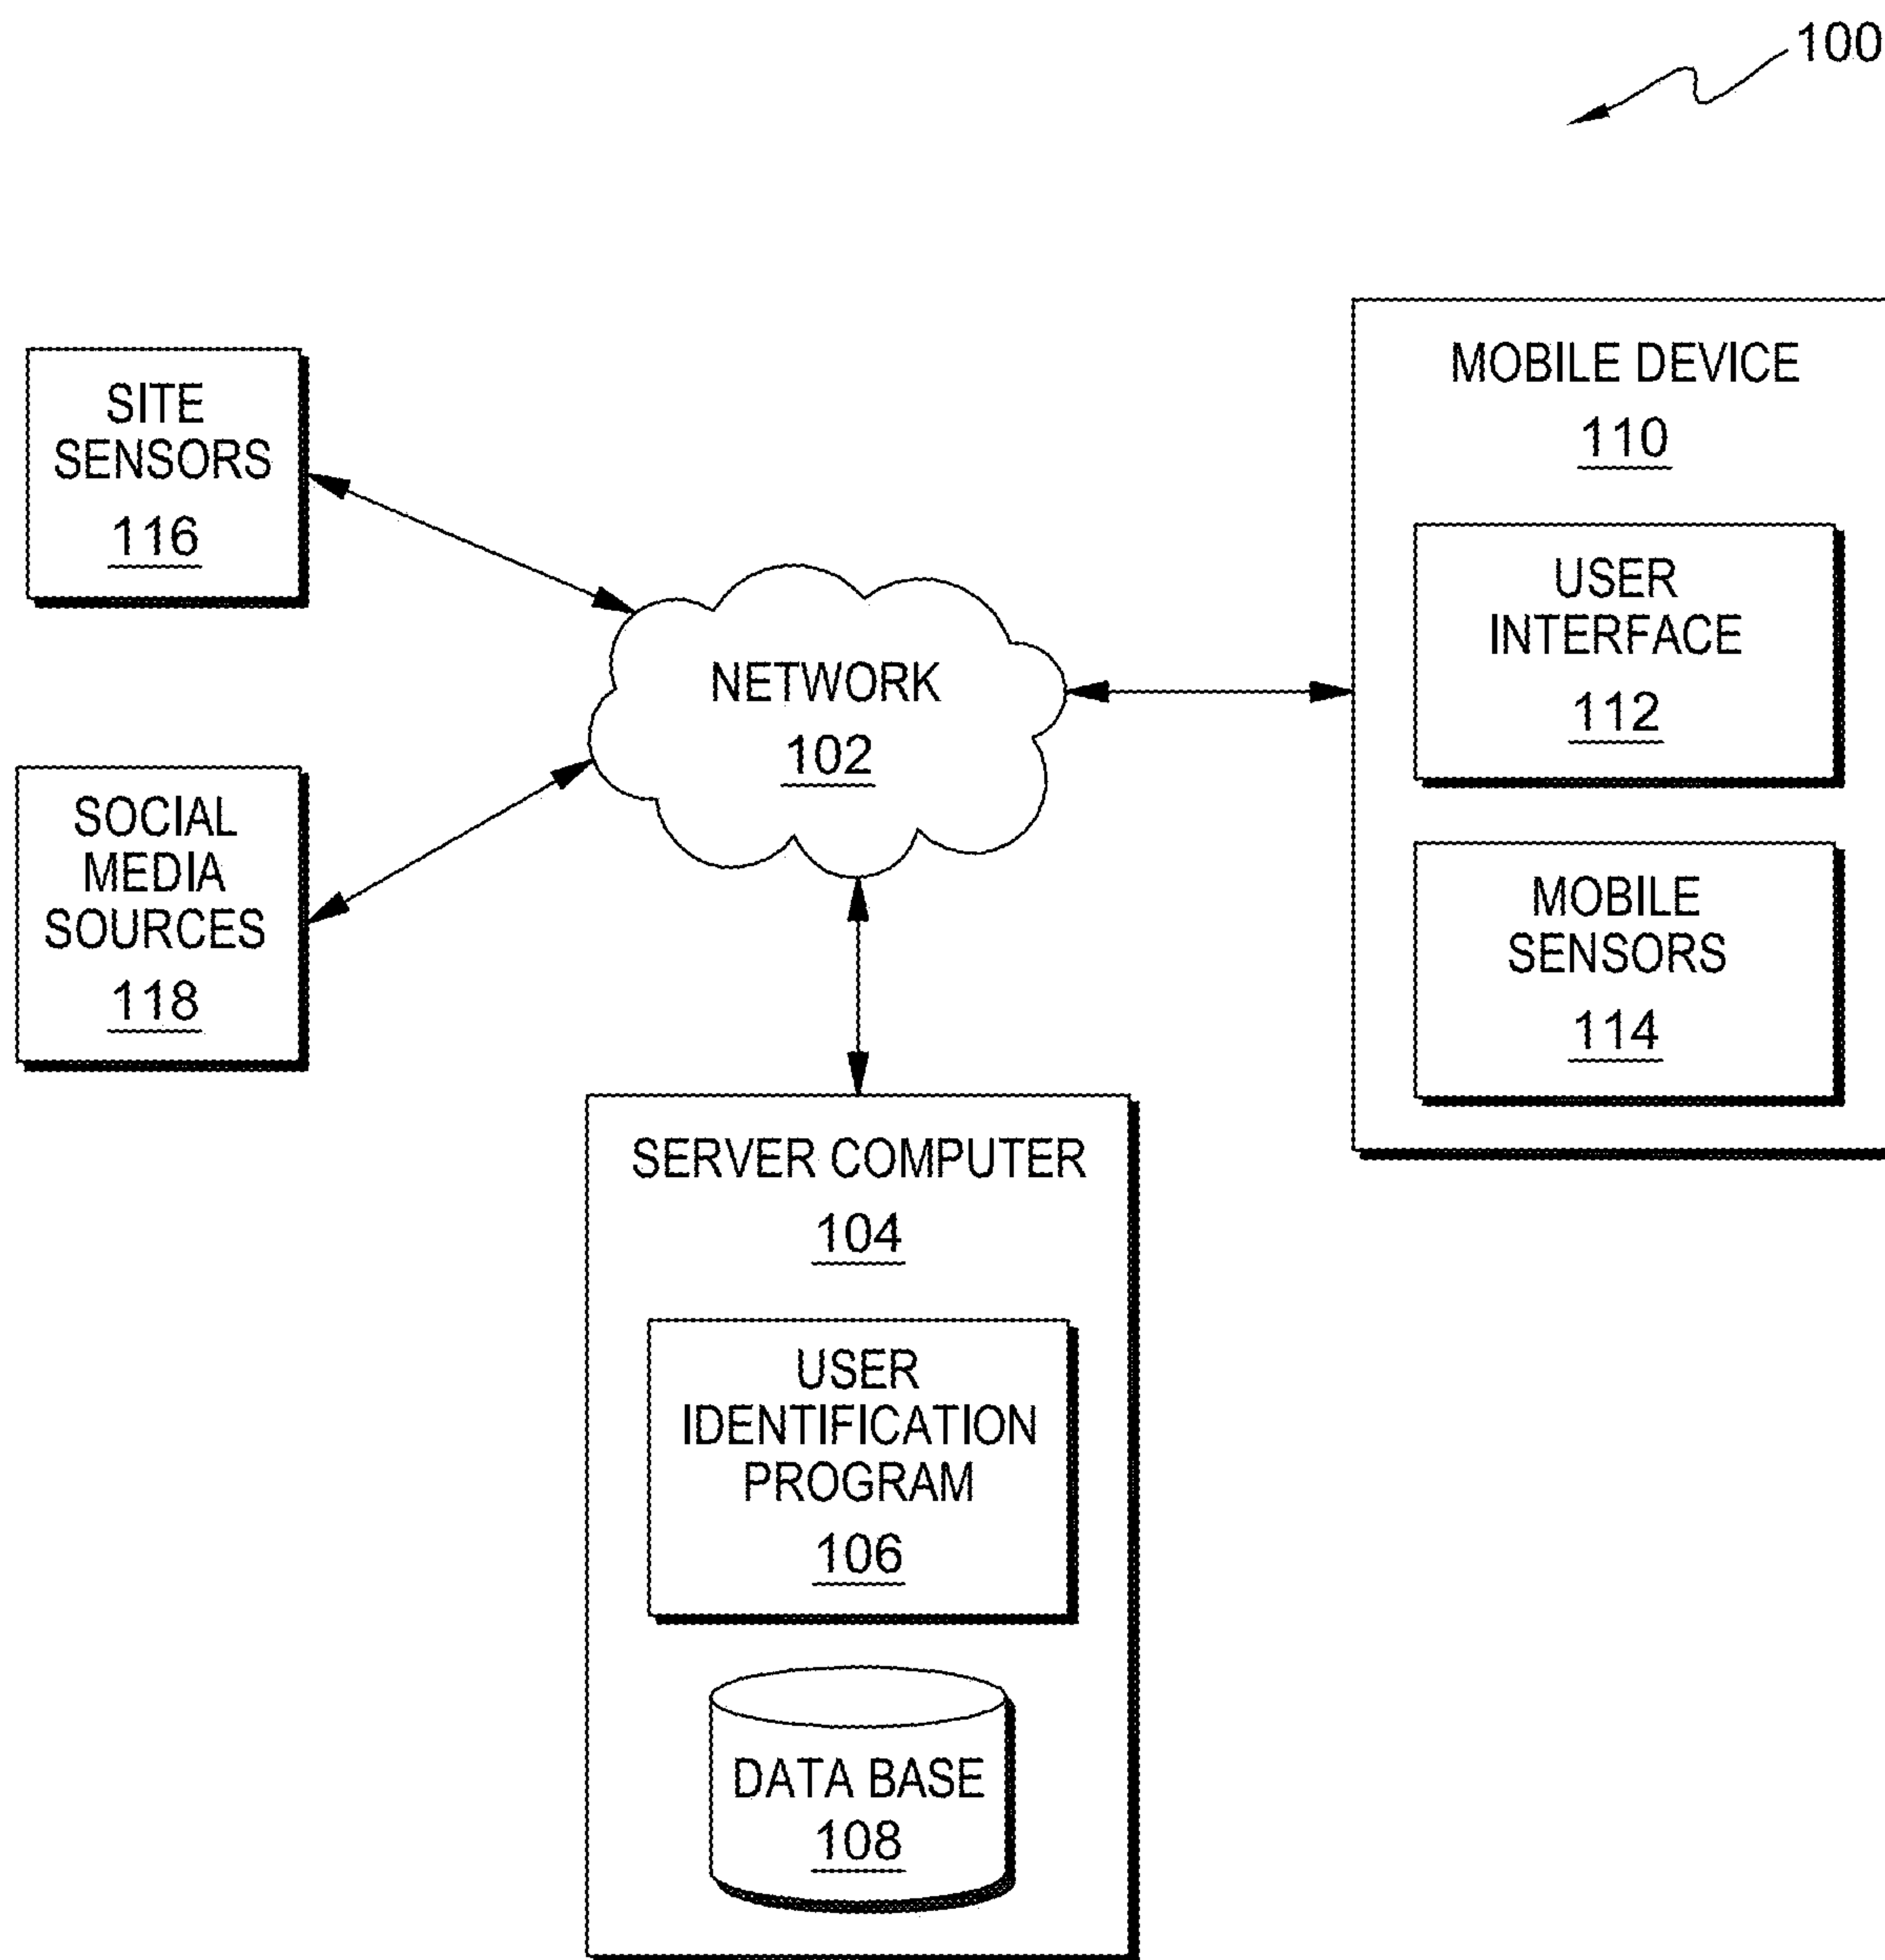 100
SITE
SENSORS
116
SOCIAL
MEDIA
SOURCES
118
NETWORK
102
MOBILE DEVICE
110
USER
INTERFACE
112
MOBILE
SENSORS
114
SERVER COMPUTER
104
USER
IDENTIFICATION
PROGRAM
106
DATA BASE
108